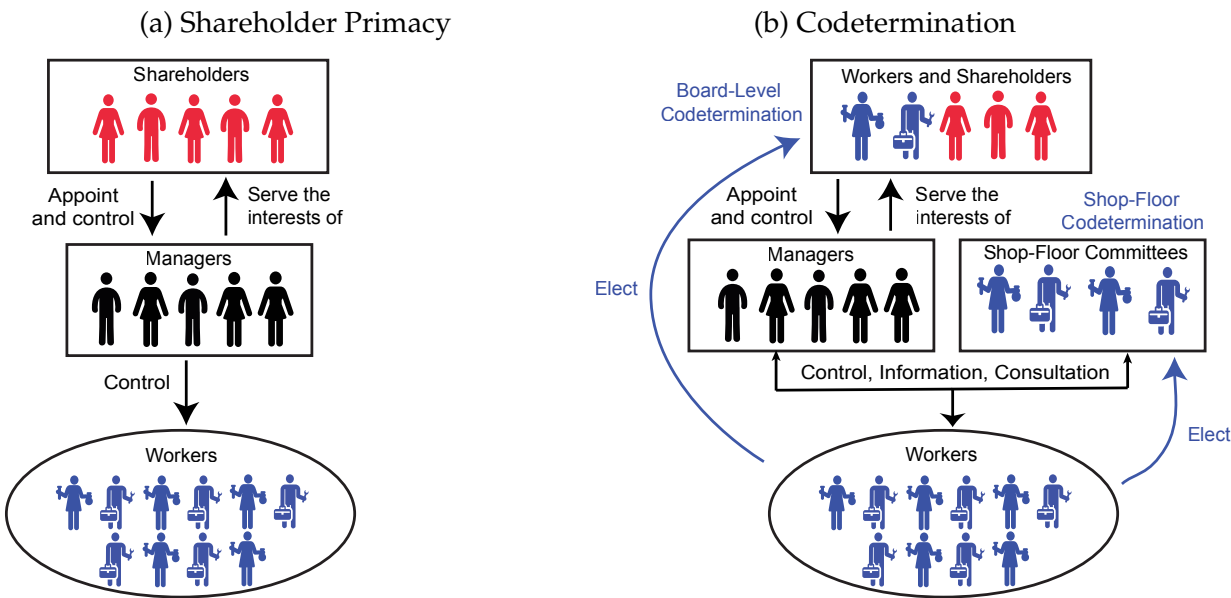 (a) Shareholder Primacy
Shareholders
Appoint
and control
Serve the
interests of
Managers
Control
Workers
(b) Codetermination
Board-Level
Codetermination
Workers and Shareholders
Appoint
and control
Serve the
interests of
Shop-Floor
Codetermination
Managers
Shop-Floor Committees
Elect
Control, Information, Consultation
Elect
Workers